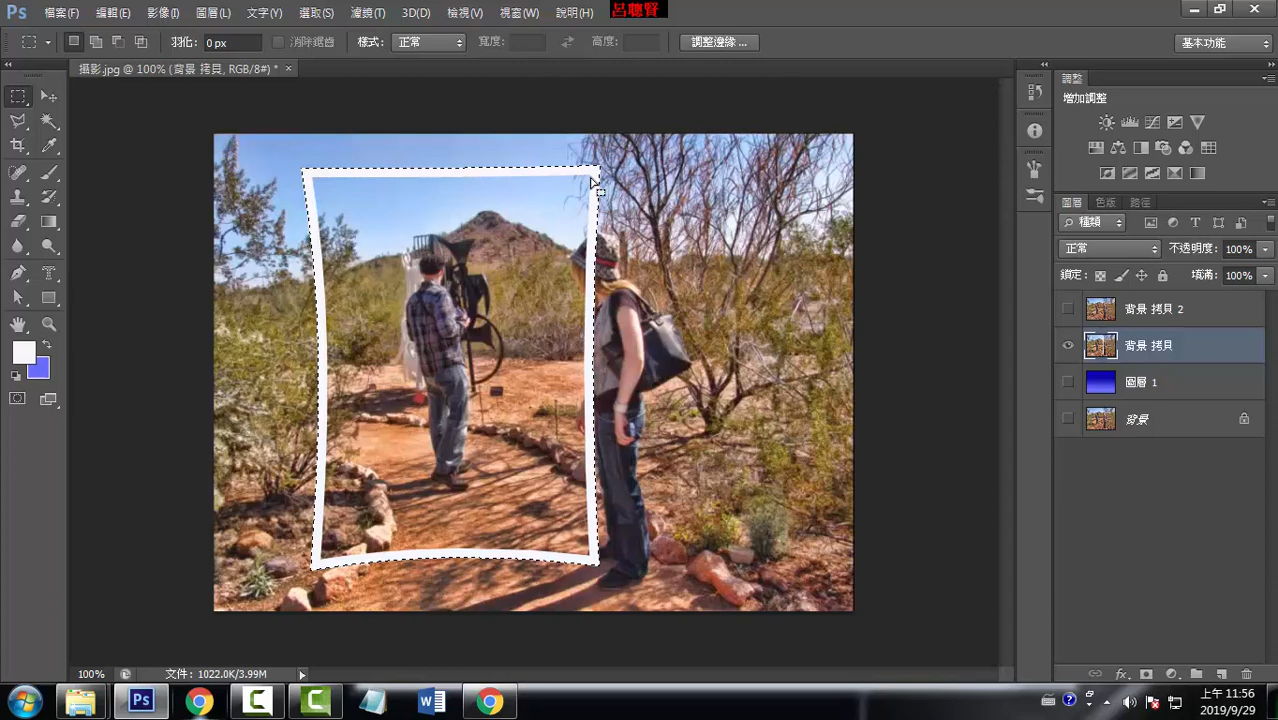 Ps 檔案(F) 編輯(E) 影像(I) 圖層(L) 文字(Y) 選取(S) 濾鏡(T) 3D(D) 檢視(V) 視窗(W) 說明(H) 呂聰賢
羽化: 0 px 消除鋸齒 樣式: 正常 寬度: 高度: 調整邊緣... 基本功能
攝影.jpg @ 100% (背景 拷貝, RGB/8#) *
調整
增加調整
圖層 色版 路徑
種類
正常 不透明度: 100%
鎖定: 填滿: 100%
背景 拷貝 2
背景 拷貝
圖層 1
背景
100% 文件: 1022.0K/3.99M
fx
上午 11:56
2019/9/29